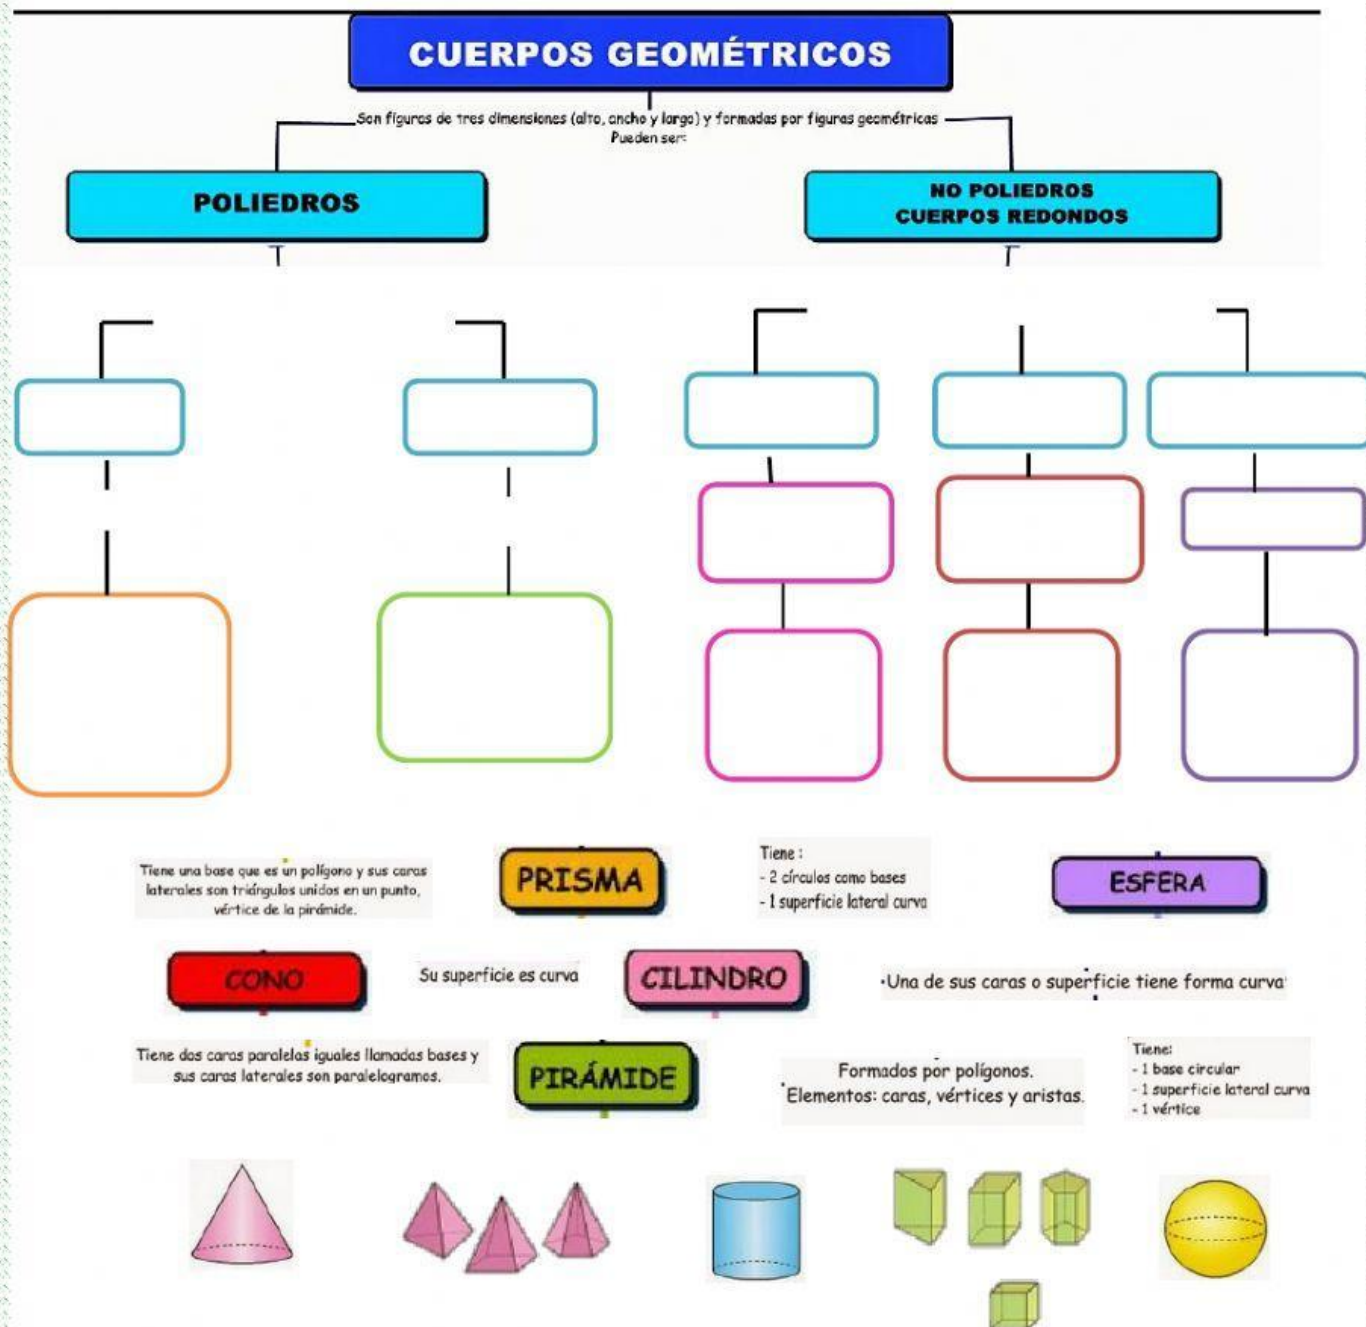 CUERPOS GEOMÉTRICOS
Son figuras de tres dimensiones (alto, ancho y largo) y formadas por figuras geométricas
Pueden ser:
POLIEDROS
NO POLIEDROS
CUERPOS REDONDOS
Tiene una base que es un polígono y sus caras
laterales son triángulos unidos en un punto,
vértice de la pirámide.
PRISMA
Tiene :
- 2 círculos como bases
- 1 superficie lateral curva
ESFERA
CONO
Su superficie es curva
CILINDRO
Una de sus caras o superficie tiene forma curva
Tiene dos caras paralelas iguales llamadas bases y
sus caras laterales son paralelogramos.
PIRÁMIDE
Formados por polígonos.
Elementos: caras, vértices y aristas.
Tiene:
- 1 base circular
- 1 superficie lateral curva
- 1 vértice